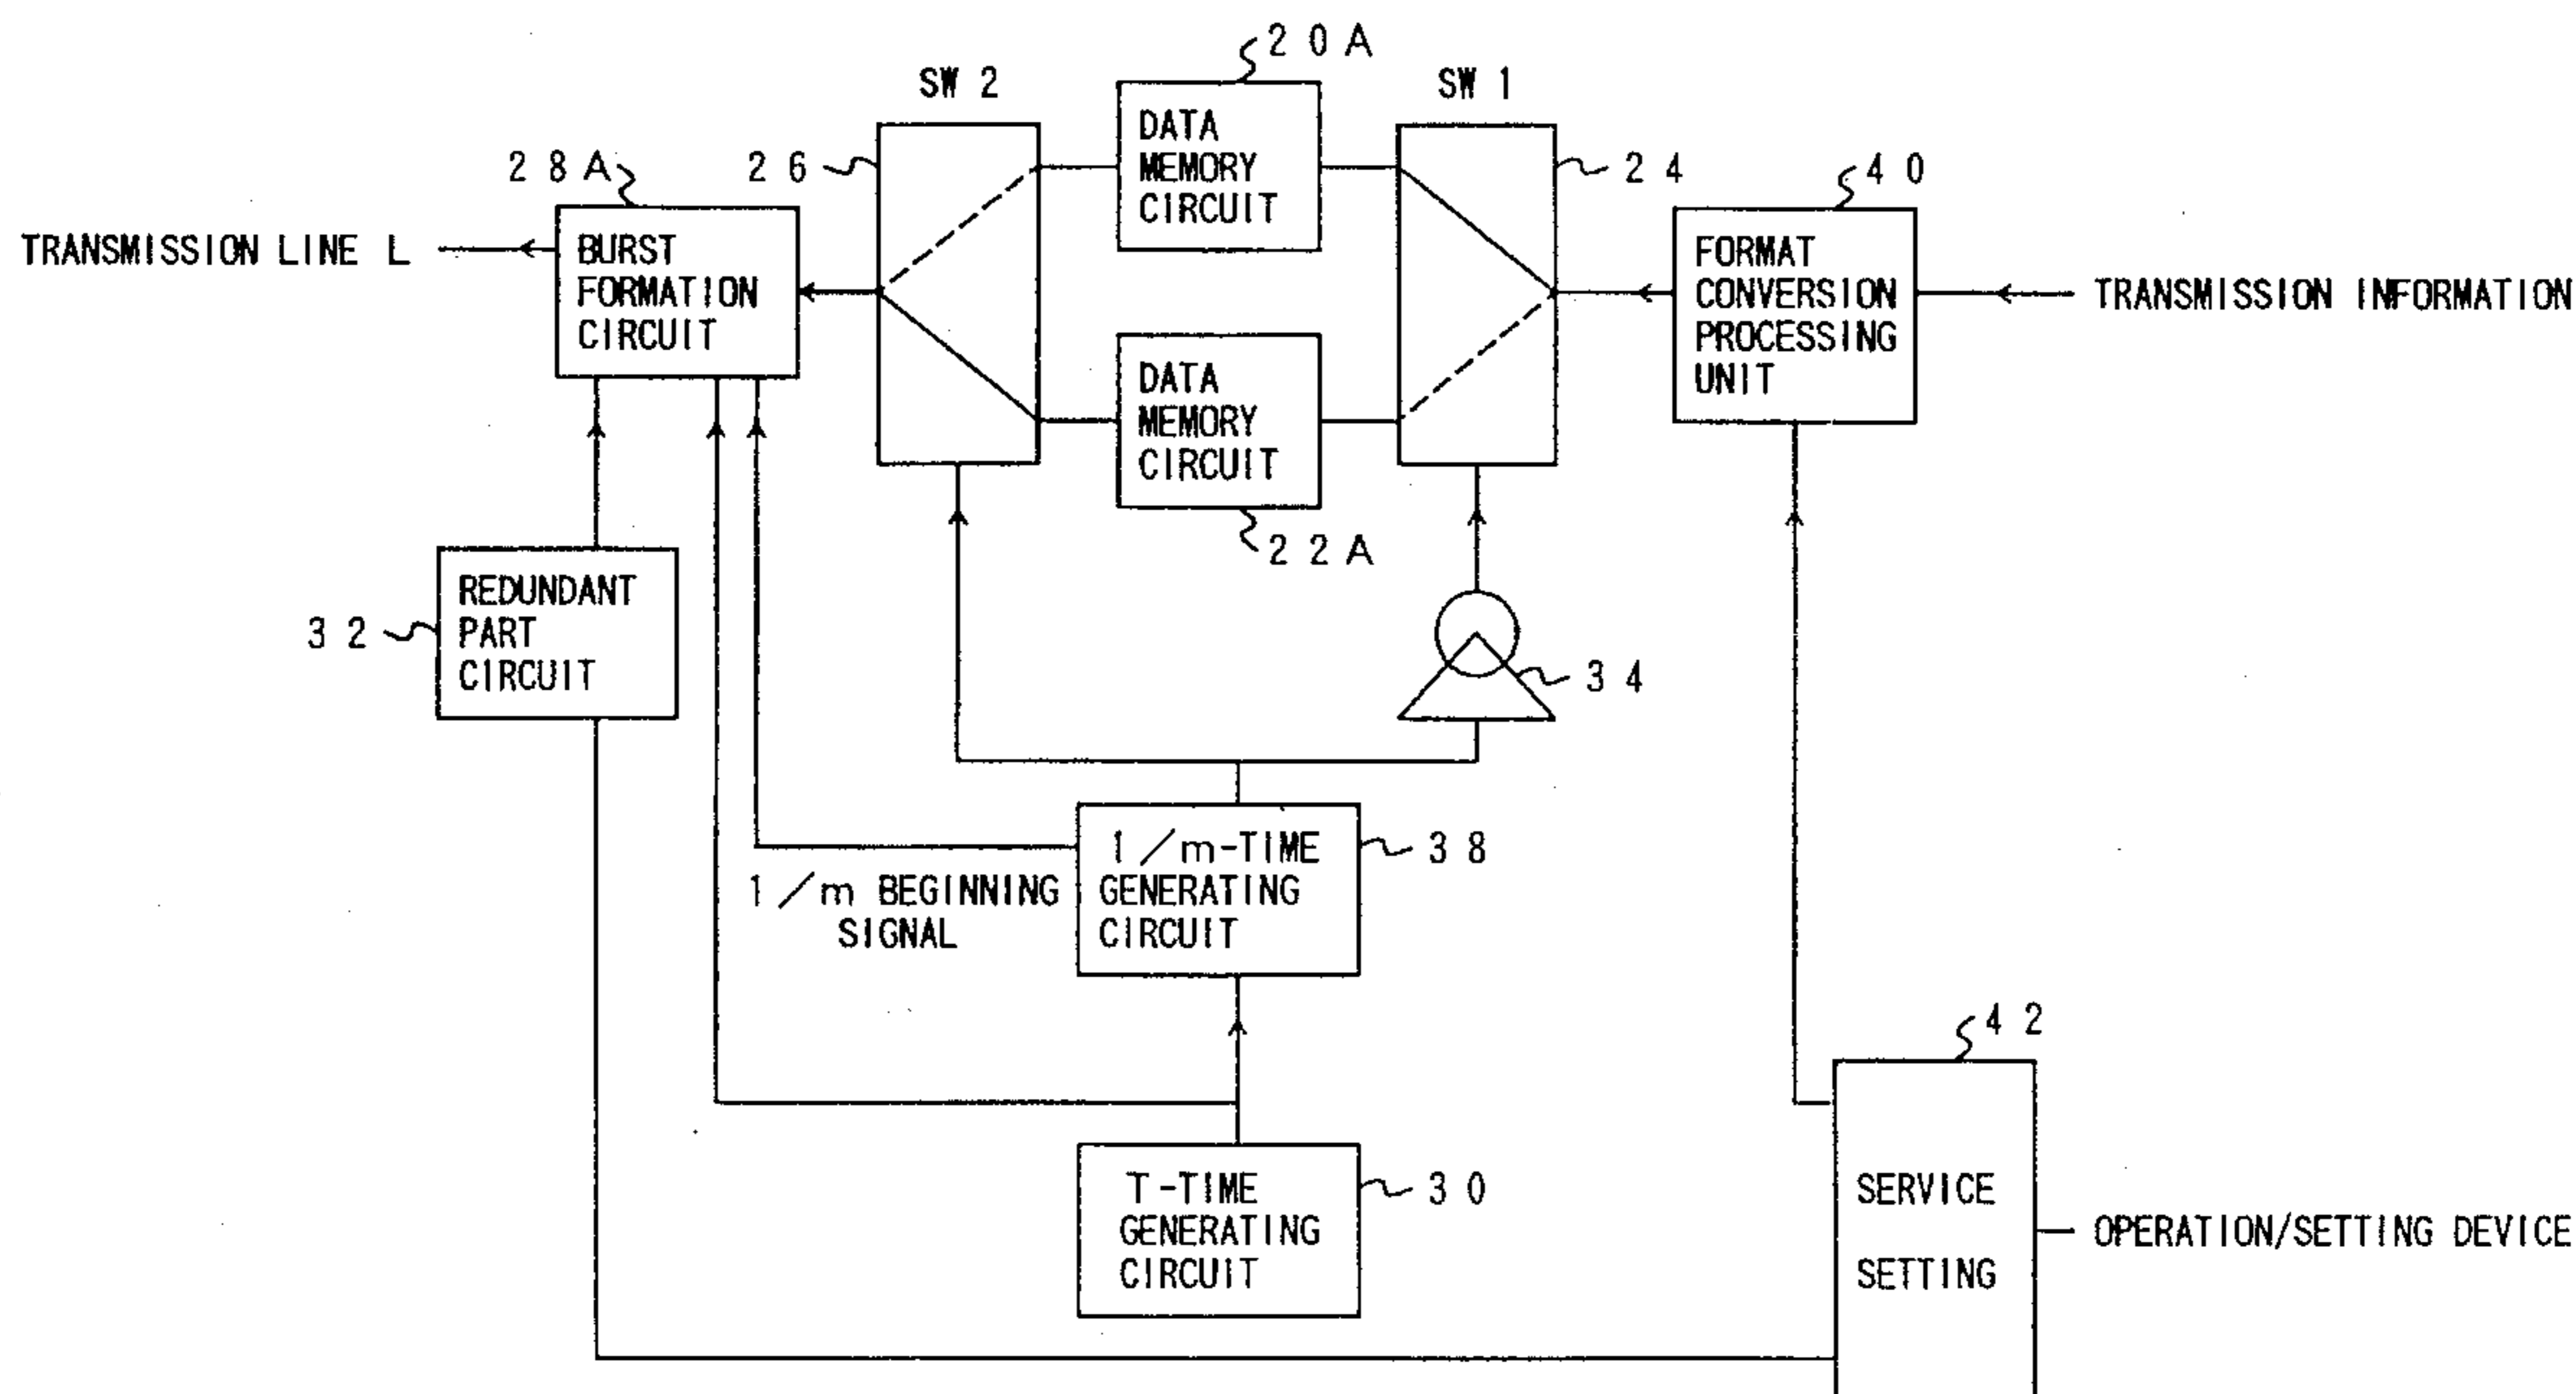 20A
SW 2
SW 1
DATA
MEMORY
CIRCUIT
28A
26
24
40
TRANSMISSION LINE L
BURST
FORMATION
CIRCUIT
FORMAT
CONVERSION
PROCESSING
UNIT
TRANSMISSION INFORMATION
DATA
MEMORY
CIRCUIT
22A
REDUNDANT
PART
CIRCUIT
32
34
1/m-TIME
GENERATING
CIRCUIT
38
1/m BEGINNING
SIGNAL
42
T-TIME
GENERATING
CIRCUIT
30
SERVICE
SETTING
OPERATION/SETTING DEVICE